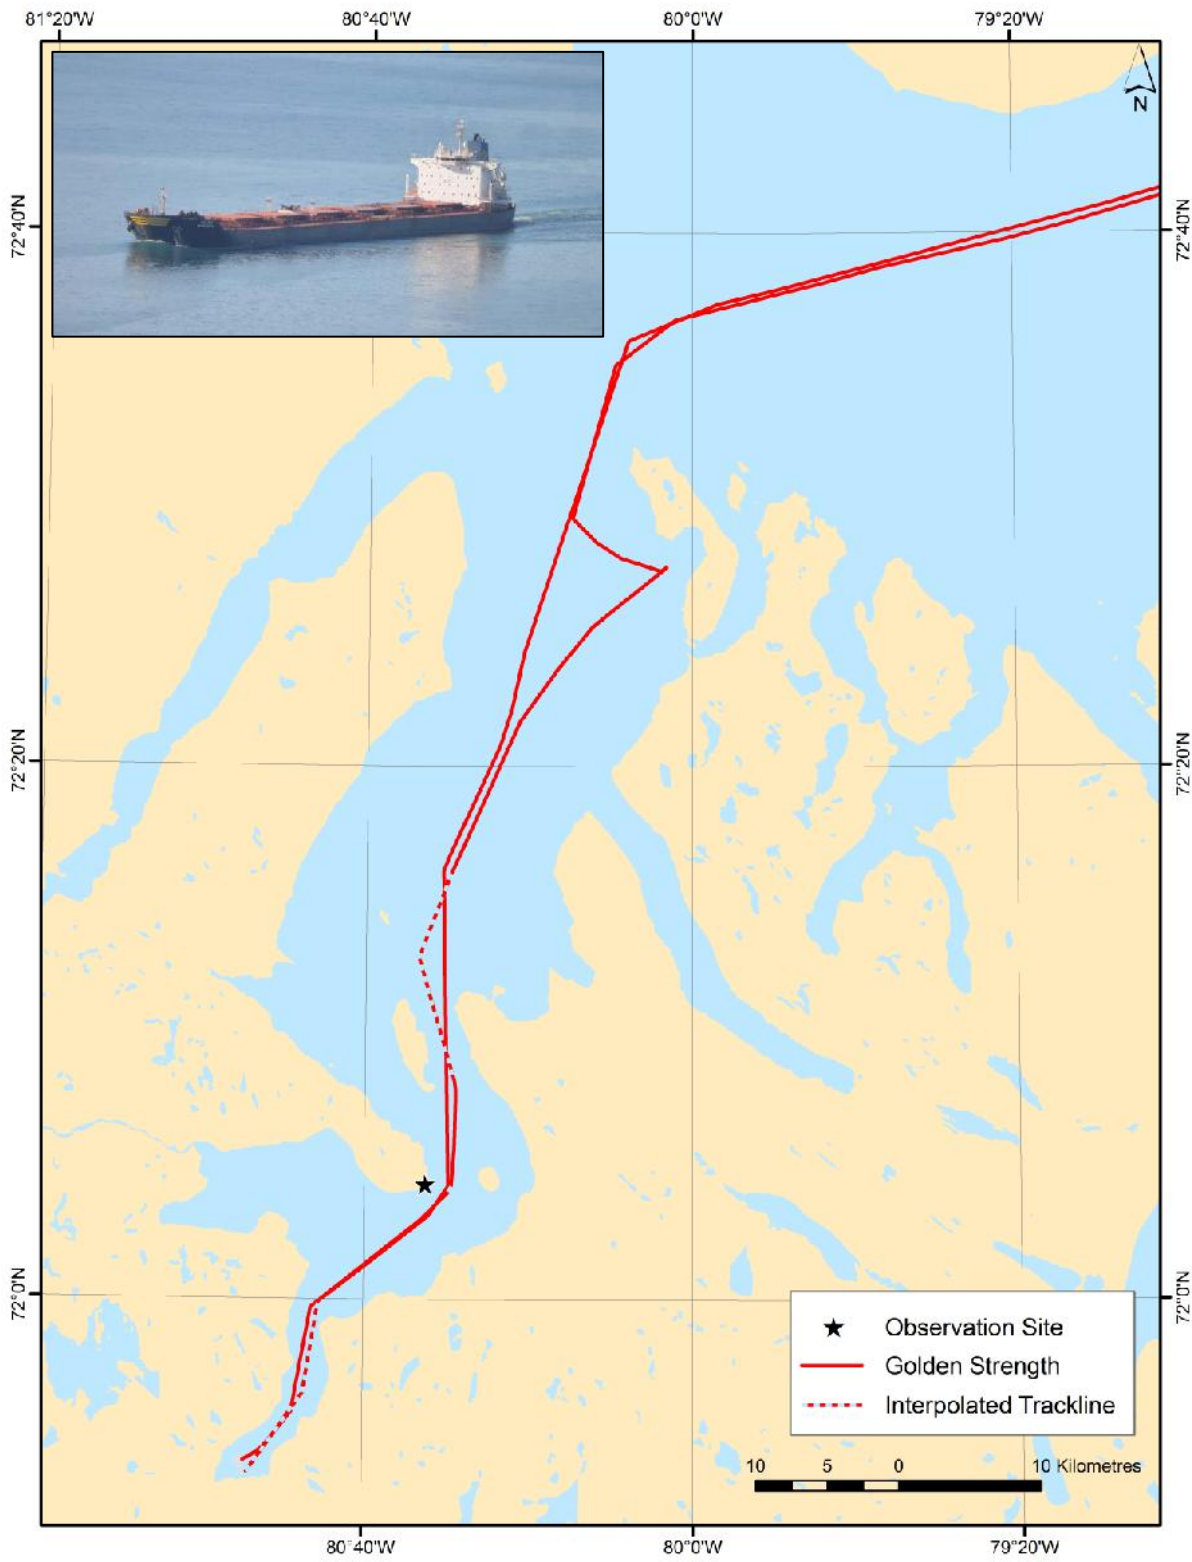 81°20'W 80°40'W 80°0'W 79°20'W
N
72°40'N 72°40'N
72°20'N 72°20'N
72°0'N 72°0'N
Observation Site
Golden Strength
Interpolated Trackline
10 5 0 10 Kilometres
80°40'W 80°0'W 79°20'W